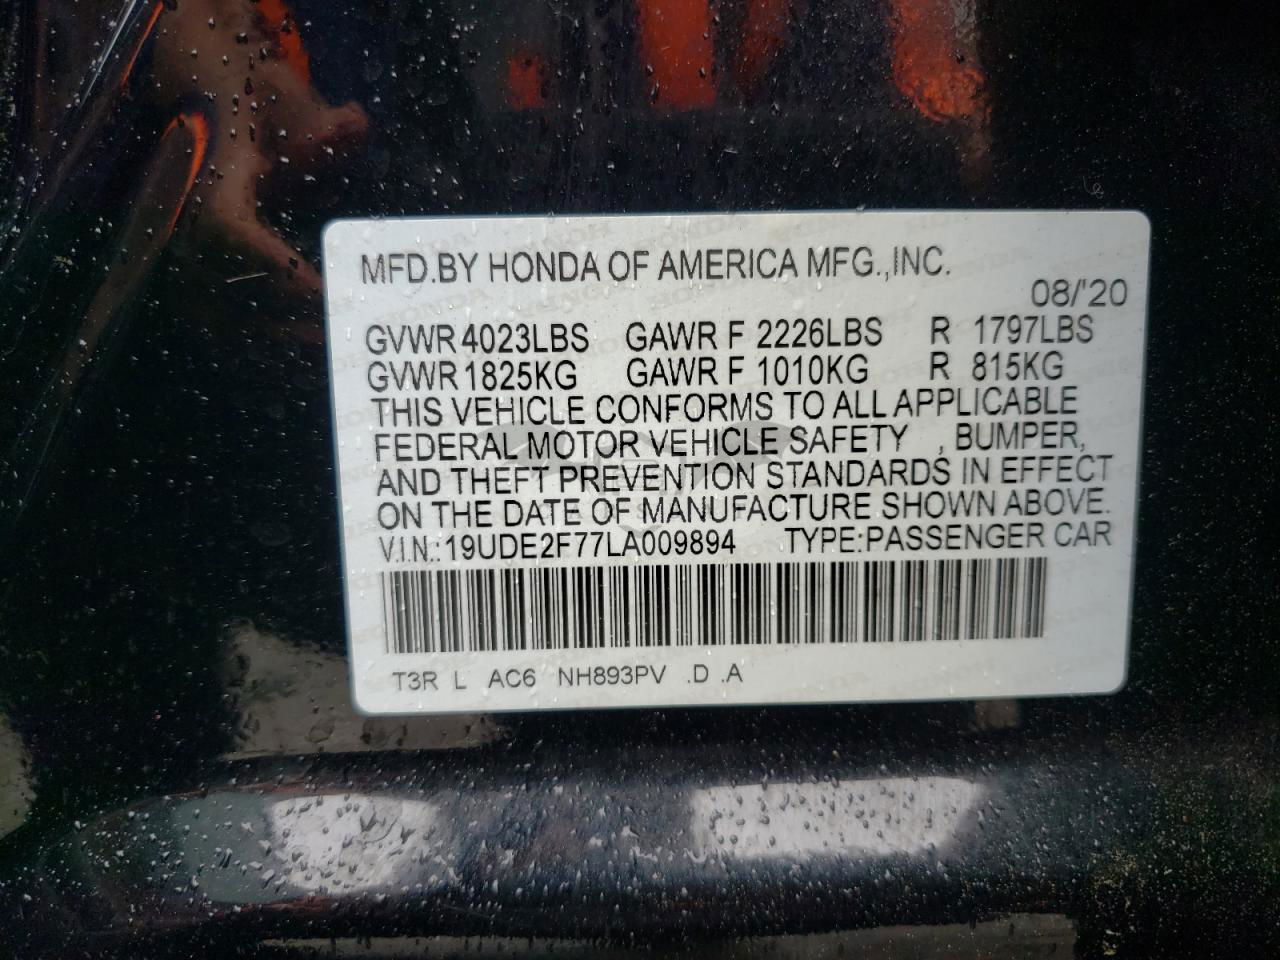 MFD.BY HONDA OF AMERICA MFG.,INC.
08/'20
GVWR 4023LBS GAWR F 2226LBS R 1797LBS
GVWR 1825KG GAWR F 1010KG R 815KG
THIS VEHICLE CONFORMS TO ALL APPLICABLE
FEDERAL MOTOR VEHICLE SAFETY , BUMPER,
AND THEFT PREVENTION STANDARDS IN EFFECT
ON THE DATE OF MANUFACTURE SHOWN ABOVE.
V.I.N.:19UDE2F77LA009894 TYPE:PASSENGER CAR
T3R L AC6 NH893PV .D .A